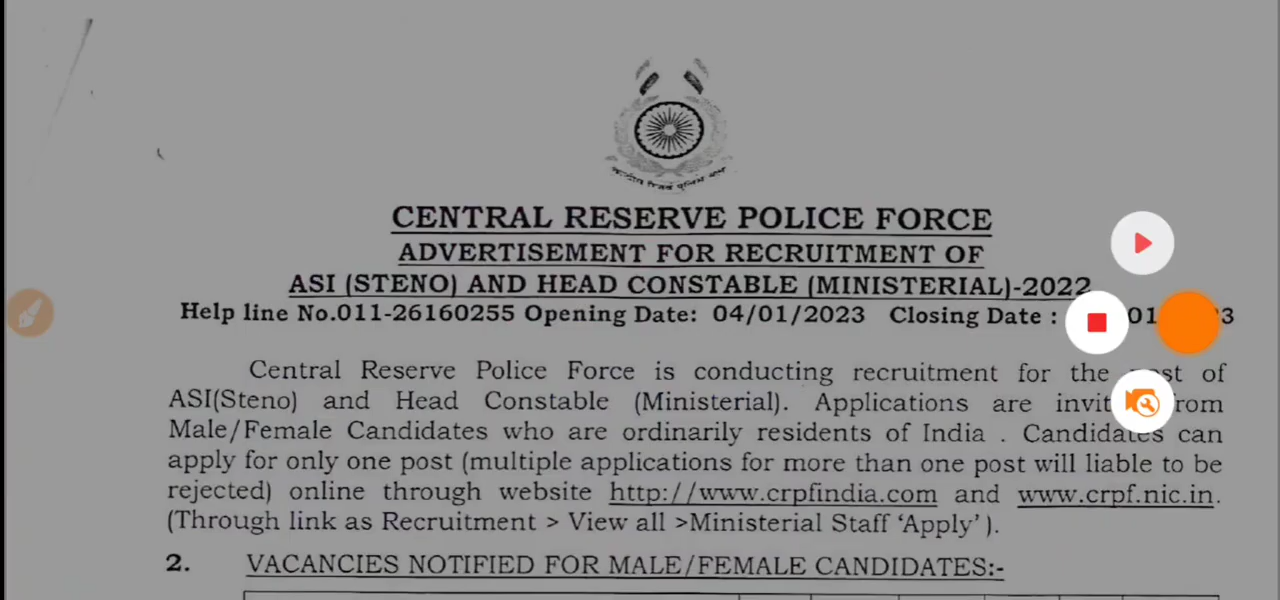 CENTRAL RESERVE POLICE FORCE
ADVERTISEMENT FOR RECRUITMENT OF
ASI (STENO) AND HEAD CONSTABLE (MINISTERIAL)-2022
Help line No.011-26160255 Opening Date: 04/01/2023 Closing Date :
Central Reserve Police Force is conducting recruitment for the of
ASI(Steno) and Head Constable (Ministerial). Applications are
Male/Female Candidates who are ordinarily residents of India . Candidates can
apply for only one post (multiple applications for more than one post will liable to be
rejected) online through website http://www.crpfindia.com and www.crpf.nic.in.
(Through link as Recruitment > View all >Ministerial Staff ‘Apply’).
2. VACANCIES NOTIFIED FOR MALE/FEMALE CANDIDATES:-